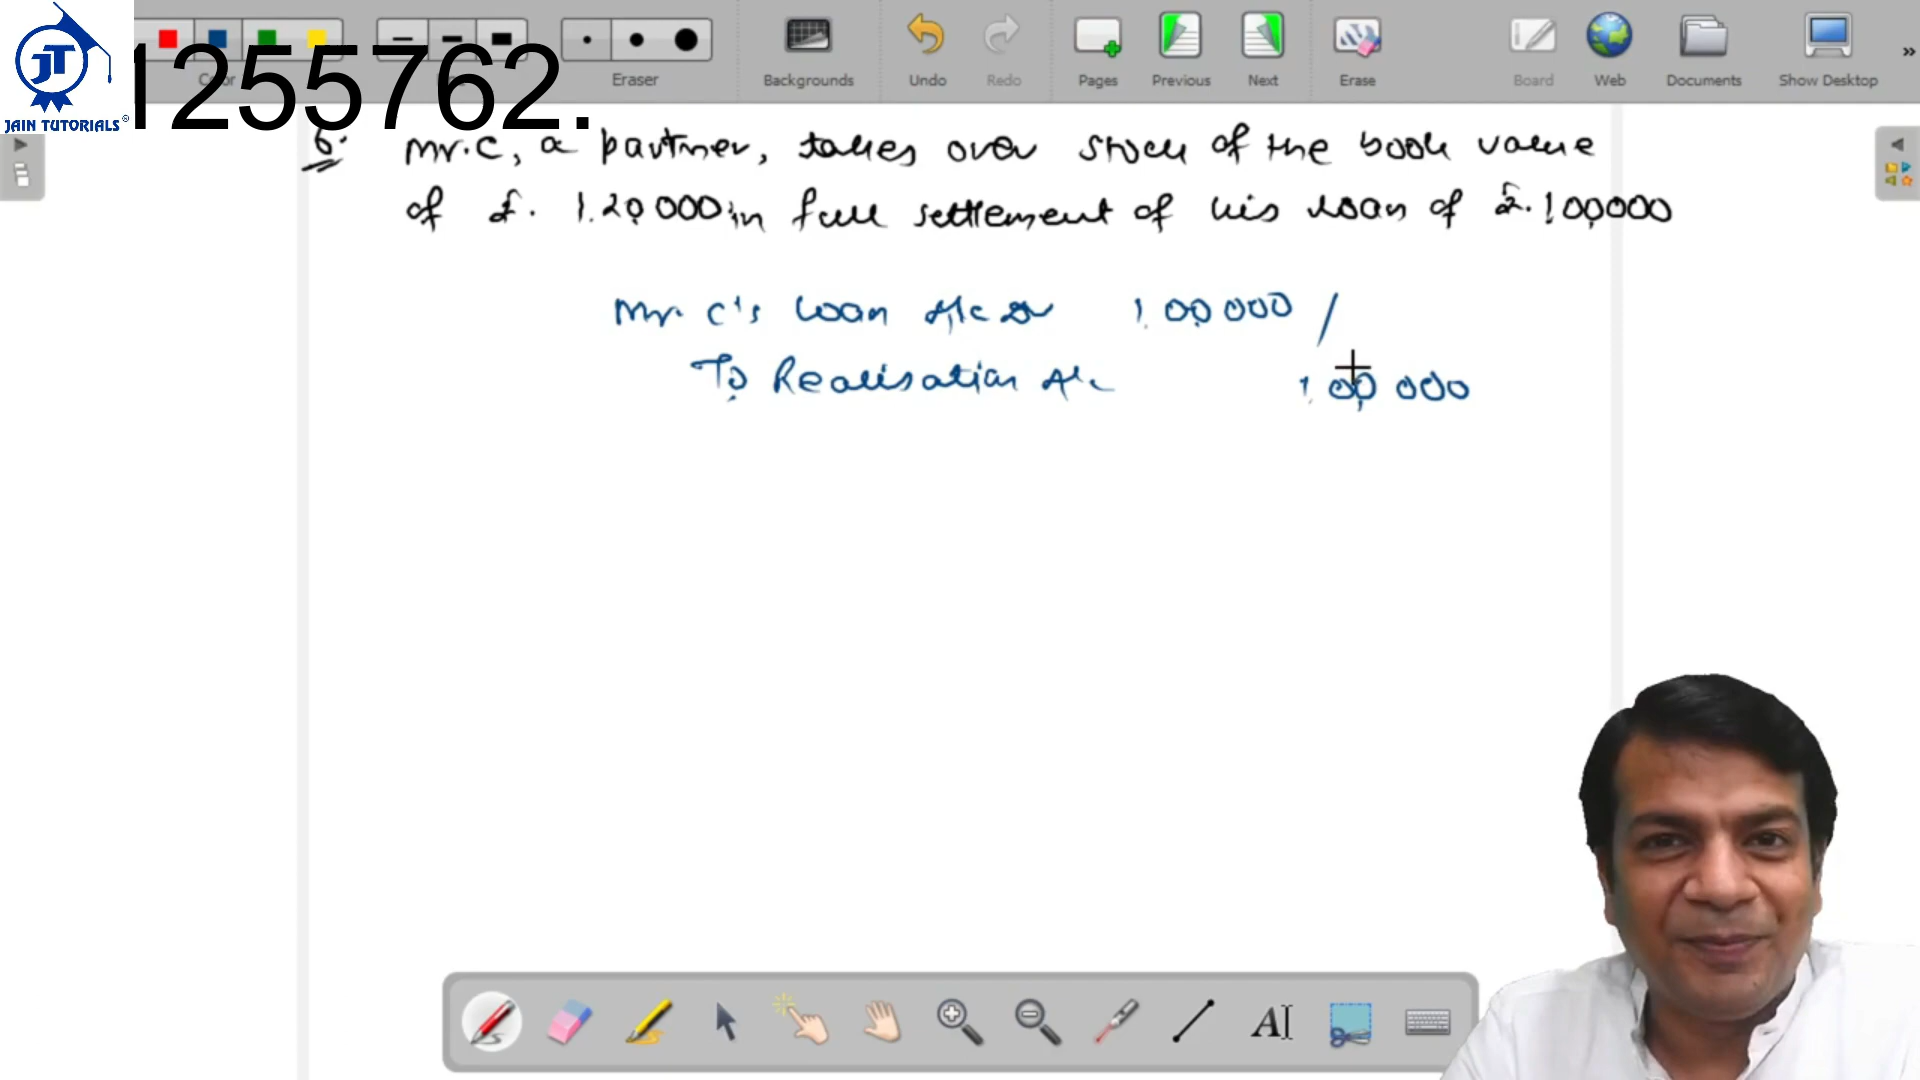 JT
JAIN TUTORIALS®
1255762.
Eraser
Backgrounds
Undo
Redo
Pages
Previous
Next
Erase
Board
Web
Documents
Show Desktop
»
6. Mr. C, a partner, takes over stock of the book value
of ₹. 1,20,000 in full settlement of his loan of ₹. 1,00,000
Mr. C's Loan A/c Dr 1,00,000 /
To Realisation A/c 1,00,000
AI